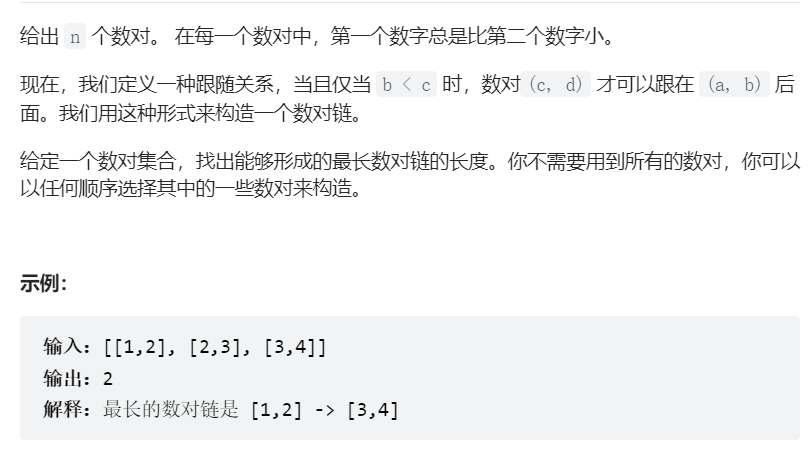 给出 n 个数对。 在每一个数对中，第一个数字总是比第二个数字小。
现在，我们定义一种跟随关系，当且仅当 b < c 时，数对(c, d) 才可以跟在 (a, b) 后
面。我们用这种形式来构造一个数对链。
给定一个数对集合，找出能够形成的最长数对链的长度。你不需要用到所有的数对，你可以
以任何顺序选择其中的一些数对来构造。
示例：
输入：[[1,2], [2,3], [3,4]]
输出：2
解释：最长的数对链是 [1,2] -> [3,4]